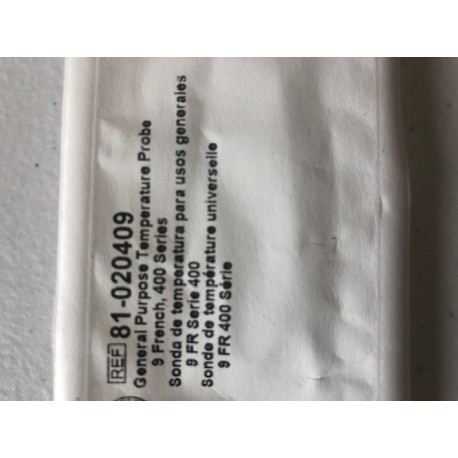 REF 81-020409
General Purpose Temperature Probe
9 French, 400 Series
Sonda de temperatura para usos generales
9 FR Serie 400
Sonde de température universelle
9 FR 400 Série